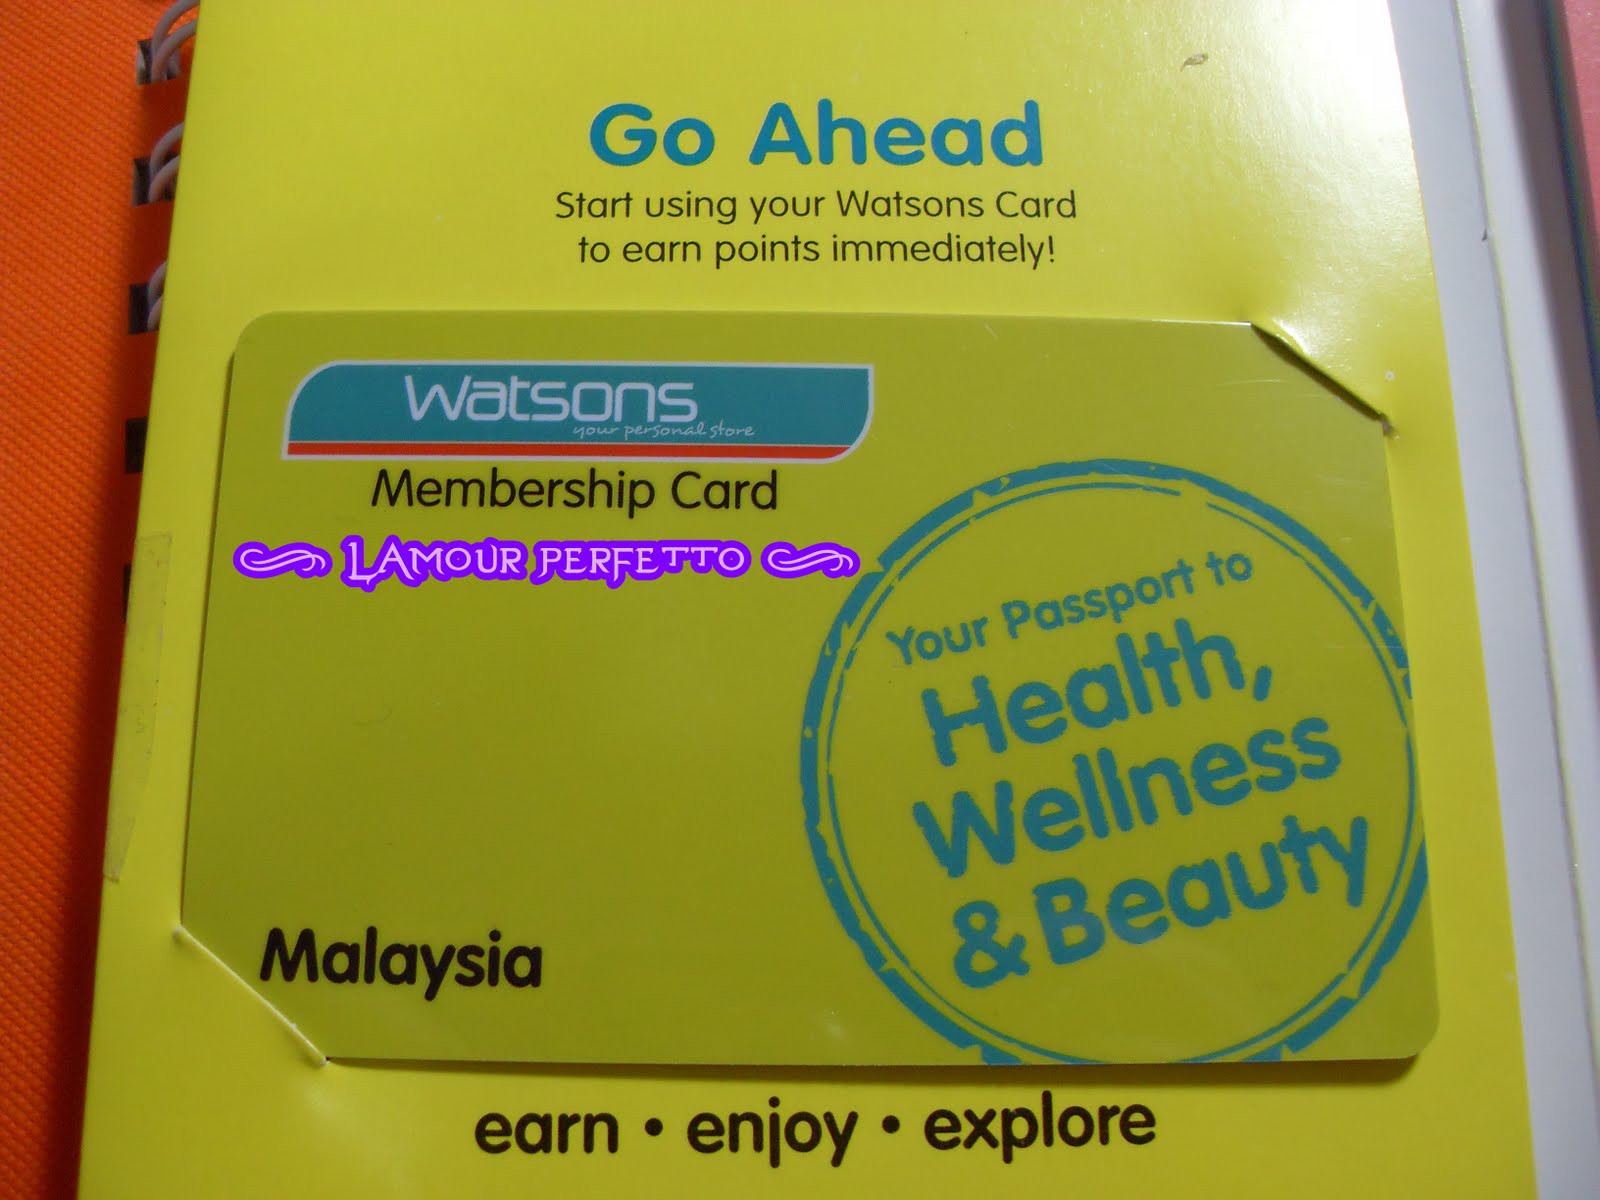 Go Ahead
Start using your Watsons Card
to earn points immediately!
watsons
your personal store
Membership Card
L'AMOUR PERFETTO
Your Passport to
Health,
Wellness
& Beauty
Malaysia
earn • enjoy • explore